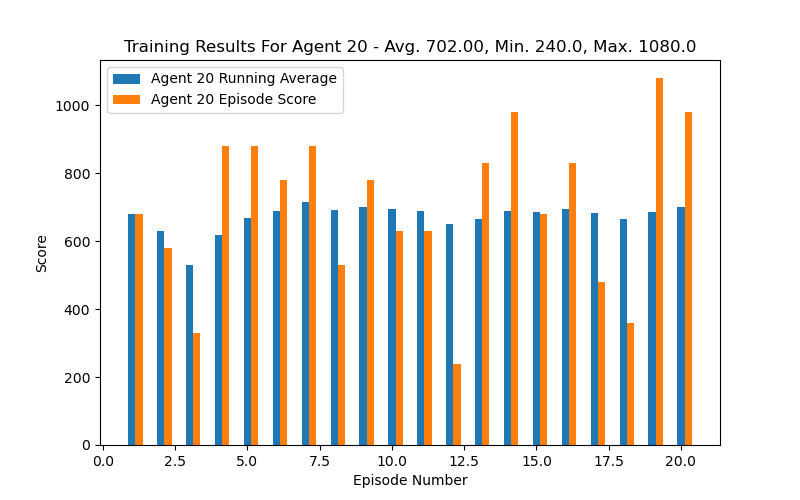 Training Results For Agent 20 - Avg. 702.00, Min. 240.0, Max. 1080.0
Agent 20 Running Average
Agent 20 Episode Score
1000
800
600
400
200
0
Score
0.0 2.5 5.0 7.5 10.0 12.5 15.0 17.5 20.0
Episode Number